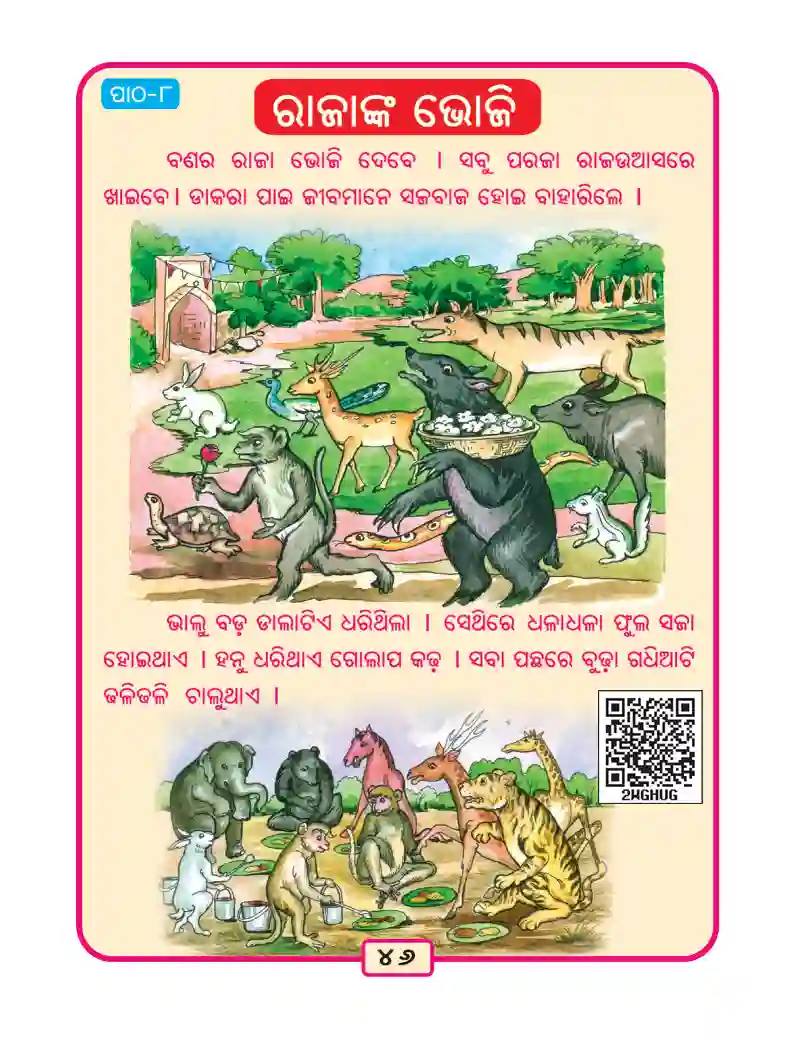 ପାଠ-୮
ରାଜାଙ୍କ ଭୋଜି
ବଣର ରାଜା ଭୋଜି ଦେବେ । ସବୁ ପରଜା ରାଜଉଆସରେ
ଖାଇବେ। ଡାକରା ପାଇ ଜୀବମାନେ ସଜବାଜ ହୋଇ ବାହାରିଲେ ।
ଭାଲୁ ବଡ଼ ଡାଲାଟିଏ ଧରିଥିଲା । ସେଥିରେ ଧଳାଧଳା ଫୁଲ ସଜା
ହୋଇଥାଏ । ହନୁ ଧରିଥାଏ ଗୋଲାପ କଢ଼ । ସବା ପଛରେ ବୁଢ଼ା ଗଧିଆଟି
ଢଳିଢଳି ଚାଲୁଥାଏ ।
2WGHUG
୪୬